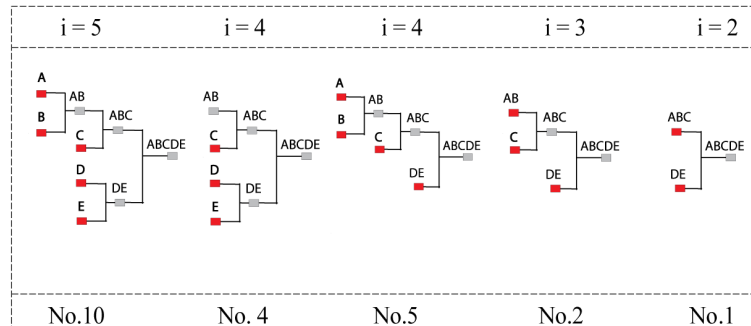 i = 5 i = 4 i = 4 i = 3 i = 2
A
AB
B
ABC
C
ABCDE
D
DE
E
AB
ABC
C
ABCDE
D
DE
E
A
AB
B
ABC
C
ABCDE
DE
AB
ABC
C
ABCDE
DE
ABC
ABCDE
DE
No.10 No. 4 No.5 No.2 No.1